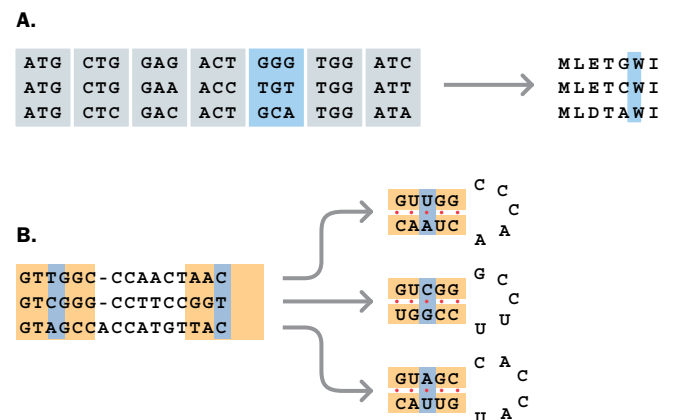 A.
ATG CTG GAG ACT GGG TGG ATC
ATG CTG GAA ACC TGT TGG ATT
ATG CTC GAC ACT GCA TGG ATA
MLETGWI
MLETCWI
MLDTAWI
B.
GTTGGC-CCAACTAAC
GTCGGG-CCTTCCGGT
GTAGCCACCATGTTAC
GUUGG
CAAUC
C
C
C
A
A
GUCGG
UGGCC
G
C
C
U
U
GUAGC
CAUUG
C
A
C
C
A
U